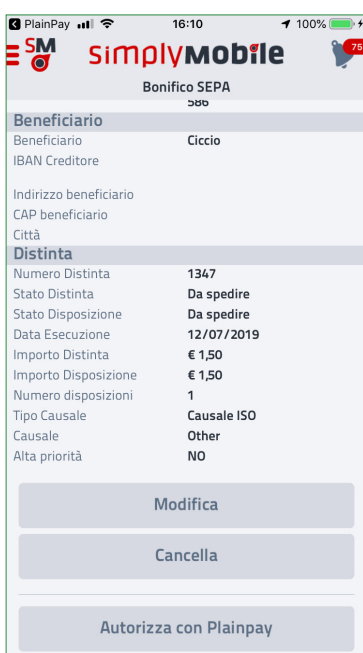 PlainPay 16:10 100%
SM simplymobile 75
Bonifico SEPA
586
Beneficiario
Beneficiario Ciccio
IBAN Creditore
Indirizzo beneficiario
CAP beneficiario
Città
Distinta
Numero Distinta 1347
Stato Distinta Da spedire
Stato Disposizione Da spedire
Data Esecuzione 12/07/2019
Importo Distinta € 1,50
Importo Disposizione € 1,50
Numero disposizioni 1
Tipo Causale Causale ISO
Causale Other
Alta priorità NO
Modifica
Cancella
Autorizza con Plainpay